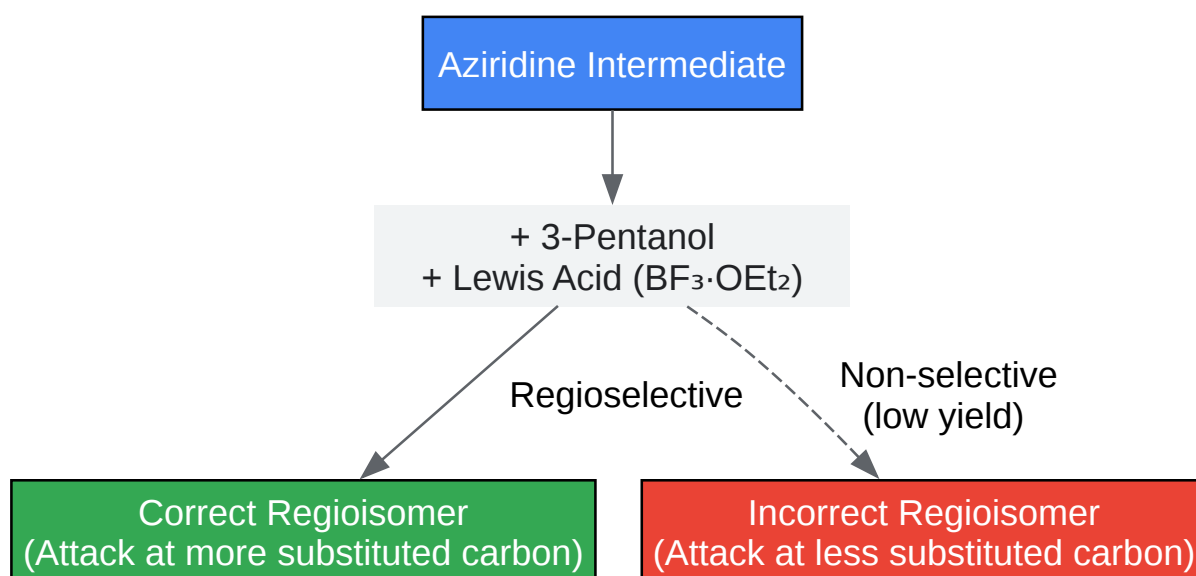 Aziridine Intermediate
+ 3-Pentanol
+ Lewis Acid (BF₃·OEt₂)
Regioselective
Non-selective
(low yield)
Correct Regioisomer
(Attack at more substituted carbon)
Incorrect Regioisomer
(Attack at less substituted carbon)